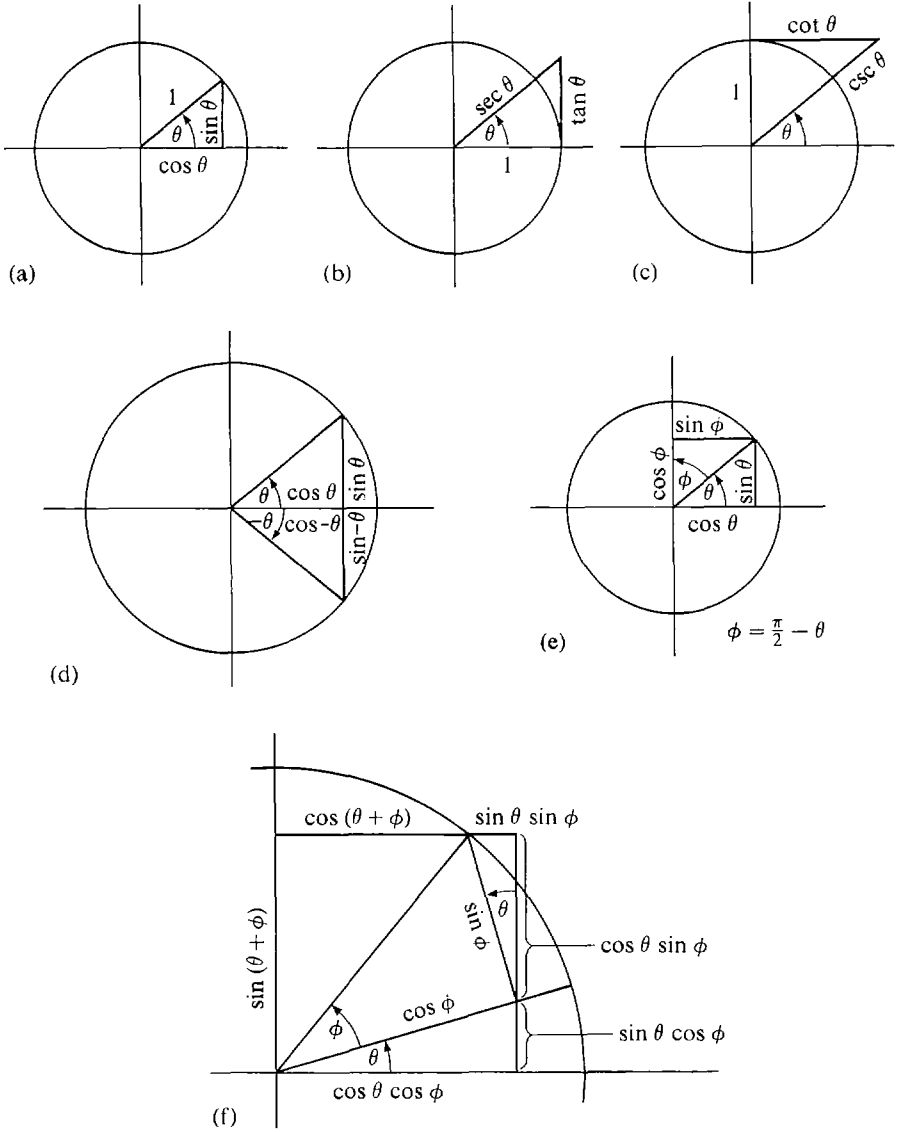 1
sin θ
θ
cos θ
(a)
sec θ
tan θ
θ
1
(b)
cot θ
1
csc θ
θ
(c)
θ
cos θ
sin θ
-θ
cos-θ
sin-θ
(d)
sin ϕ
cos ϕ
ϕ
θ
sin θ
cos θ
ϕ = π/2 − θ
(e)
cos (θ + ϕ)
sin θ sin ϕ
sin (θ + ϕ)
sin ϕ
θ
cos θ sin ϕ
cos ϕ
ϕ
θ
sin θ cos ϕ
cos θ cos ϕ
(f)